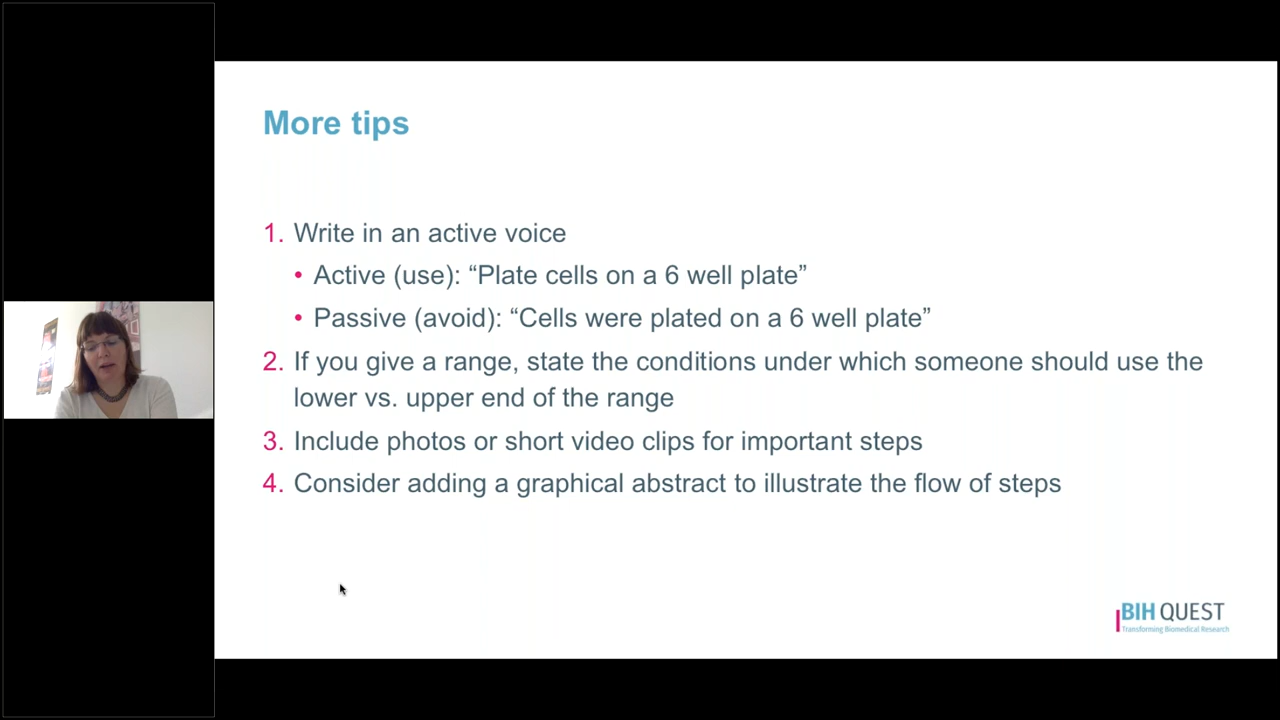 More tips
1. Write in an active voice
• Active (use): “Plate cells on a 6 well plate”
• Passive (avoid): “Cells were plated on a 6 well plate”
2. If you give a range, state the conditions under which someone should use the
lower vs. upper end of the range
3. Include photos or short video clips for important steps
4. Consider adding a graphical abstract to illustrate the flow of steps
BIH QUEST
Transforming Biomedical Research